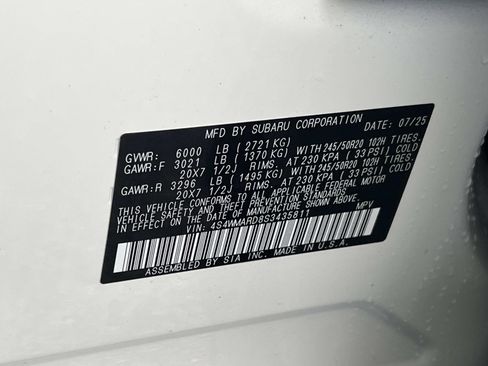 MFD BY SUBARU CORPORATION DATE: 07/25
GVWR: 6000 LB (2721 KG)
GAWR:F 3021 LB (1370 KG) WITH 245/50R20 102H TIRES,
20X7 1/2J RIMS, AT 230 KPA ( 33 PSI) COLD
GAWR:R 3296 LB (1495 KG) WITH 245/50R20 102H TIRES,
20X7 1/2J RIMS, AT 230 KPA ( 33 PSI) COLD
THIS VEHICLE CONFORMS TO ALL APPLICABLE FEDERAL MOTOR
VEHICLE SAFETY AND THEFT PREVENTION STANDARDS IN
EFFECT ON THE DATE OF MANUFACTURE SHOWN ABOVE.
VIN: 4S4WMARD8S3435811 MPV
ASSEMBLED BY SIA INC. MADE IN U.S.A.